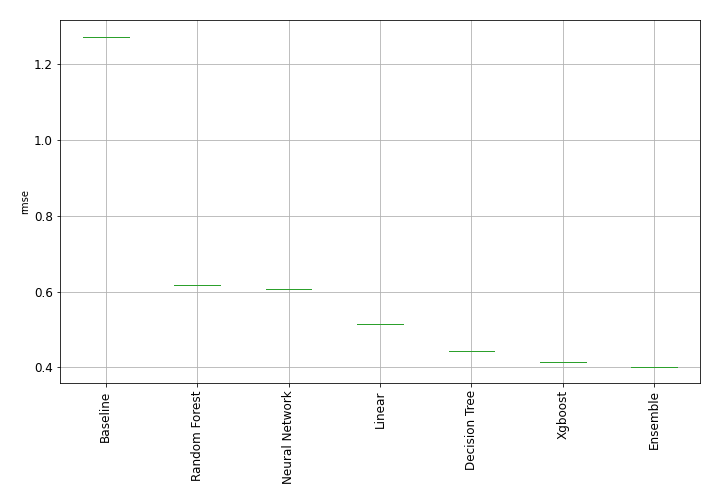 rmse
1.2
1.0
0.8
0.6
0.4
Baseline
Random Forest
Neural Network
Linear
Decision Tree
Xgboost
Ensemble